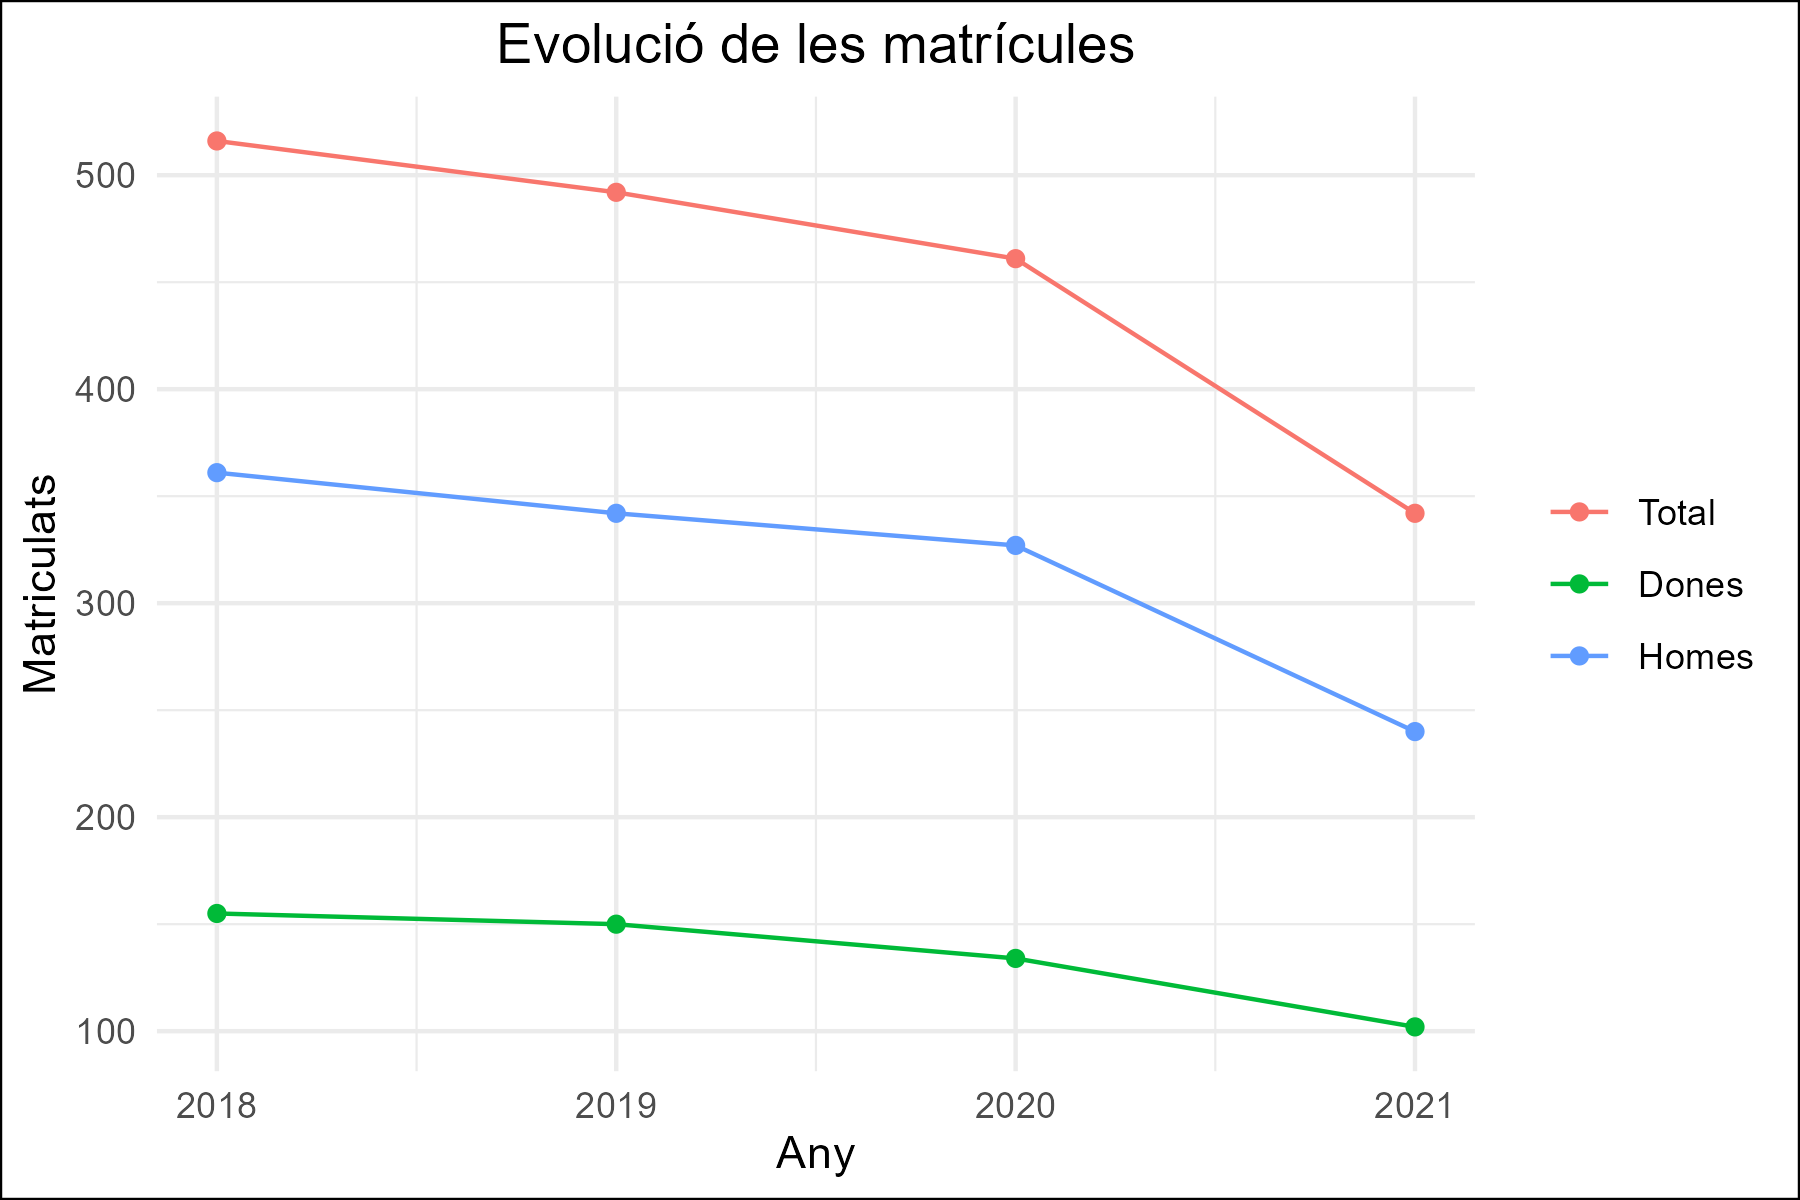 Evolució de les matrícules
500
400
300
200
100
Matriculats
2018 2019 2020 2021
Any
Total
Dones
Homes